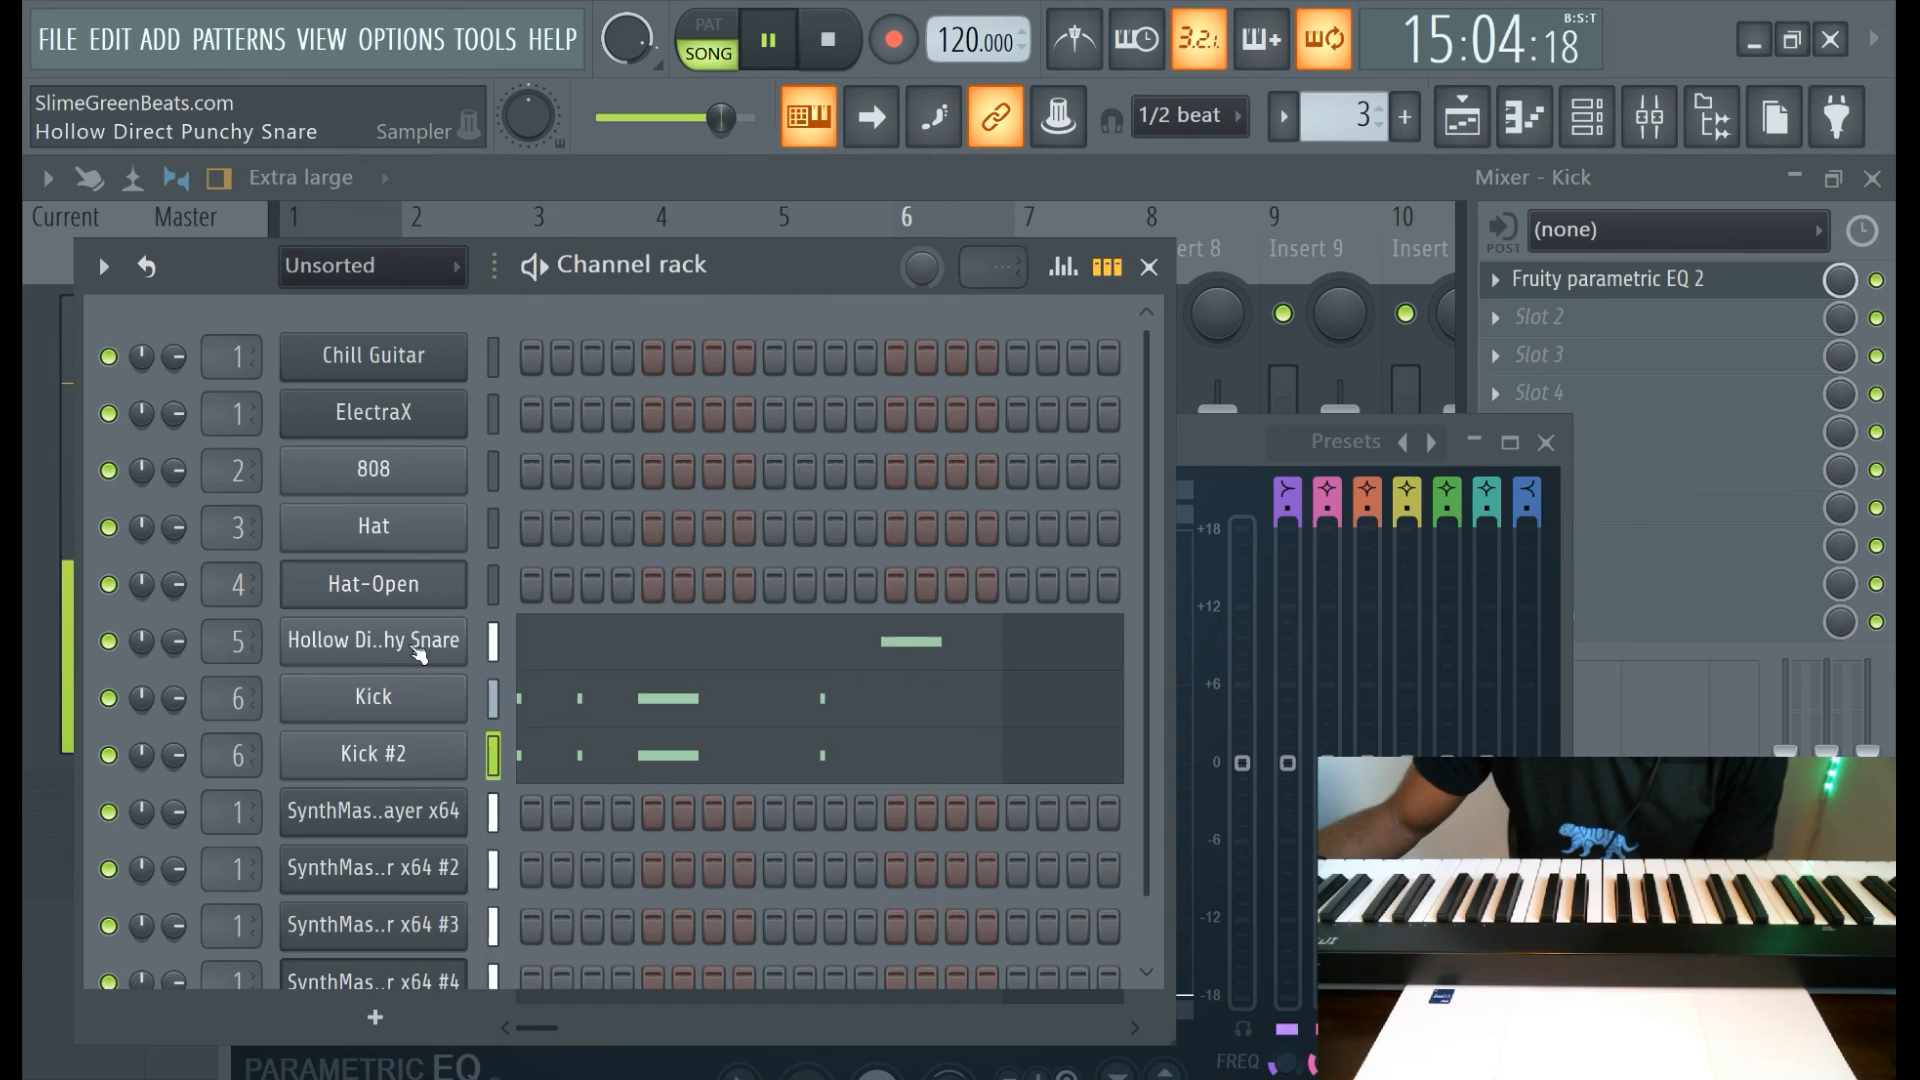 FILE EDIT ADD PATTERNS VIEW OPTIONS TOOLS HELP
PAT
SONG
120.000
3.2.1
B:S:T
15:04:18
SlimeGreenBeats.com
Hollow Direct Punchy Snare
Sampler
1/2 beat
3
Extra large
Mixer - Kick
Current
Master
1 2 3 4 5 6 7 8 9 10
POST
(none)
Unsorted
Channel rack
ert 8
Insert 9
Insert
Fruity parametric EQ 2
Slot 2
Slot 3
Slot 4
1 Chill Guitar
1 ElectraX
2 808
3 Hat
4 Hat-Open
5 Hollow Di..hy Snare
6 Kick
6 Kick #2
1 SynthMas..ayer x64
1 SynthMas..r x64 #2
1 SynthMas..r x64 #3
1 SynthMas..r x64 #4
Presets
+18
+12
+6
0
-6
-12
-18
FREQ
PARAMETRIC EQ